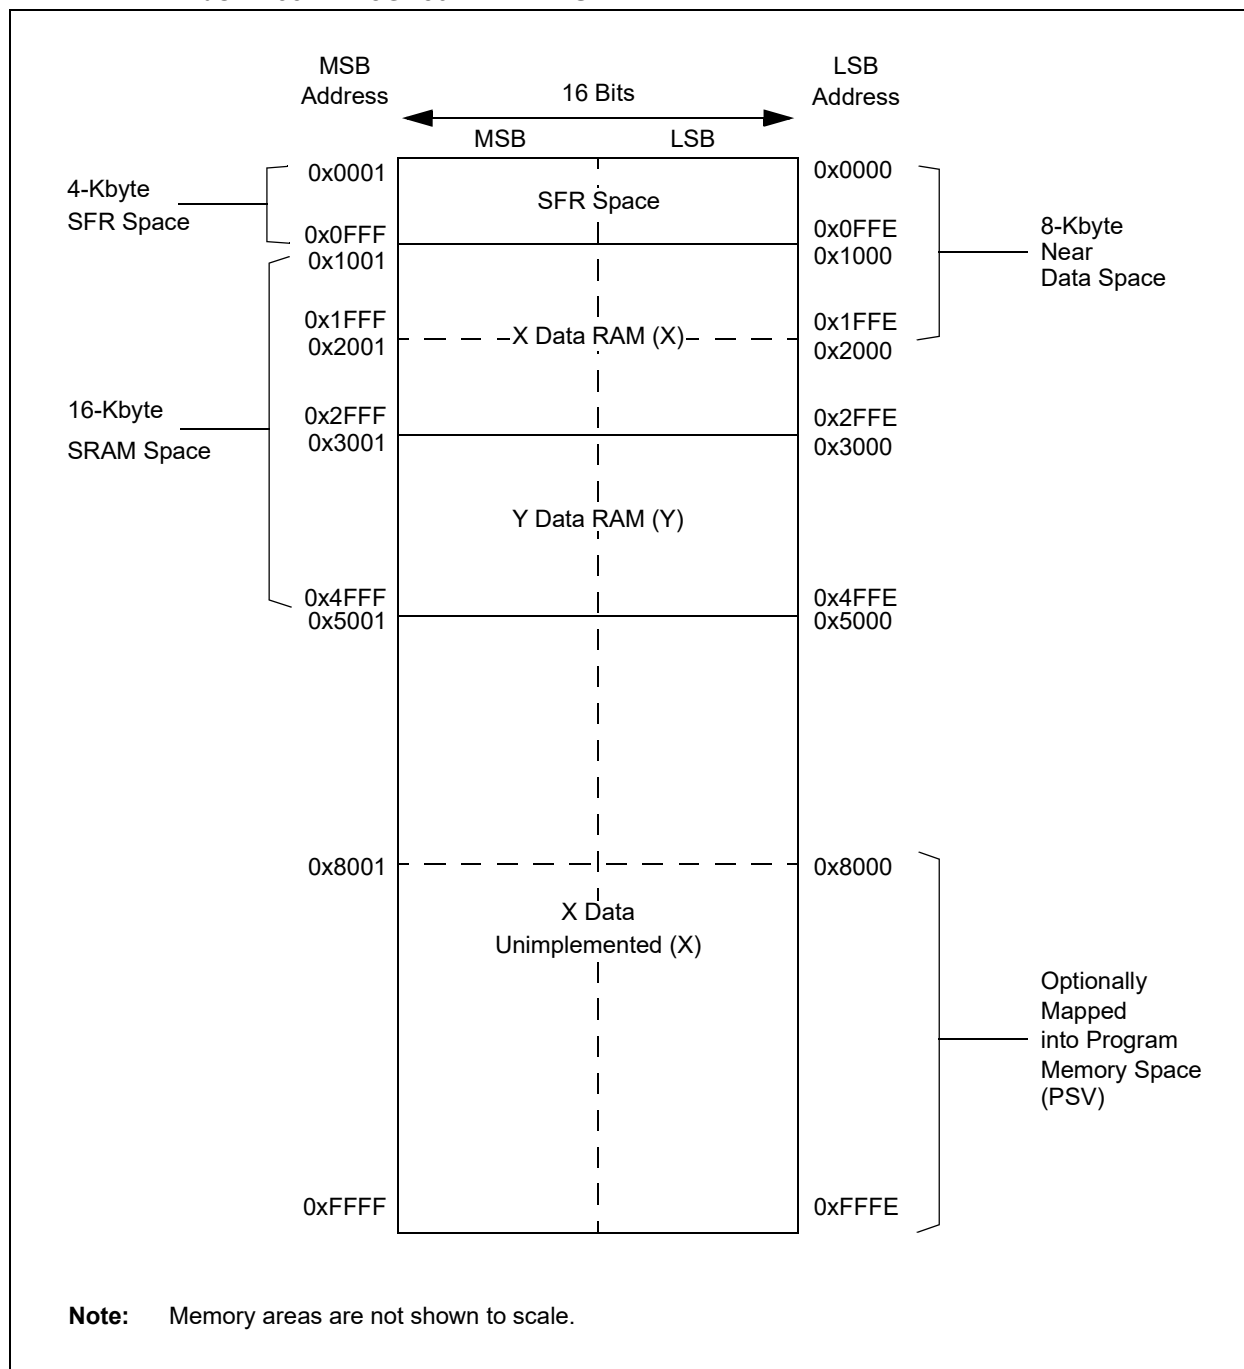 MSB
Address
LSB
Address
16 Bits
MSB
LSB
4-Kbyte
SFR Space
0x0001
0x0000
SFR Space
0x0FFF
0x0FFE
0x1001
0x1000
8-Kbyte
Near
Data Space
0x1FFF
0x1FFE
X Data RAM (X)
0x2001
0x2000
16-Kbyte
SRAM Space
0x2FFF
0x2FFE
0x3001
0x3000
Y Data RAM (Y)
0x4FFF
0x4FFE
0x5001
0x5000
0x8001
0x8000
X Data
Unimplemented (X)
Optionally
Mapped
into Program
Memory Space
(PSV)
0xFFFF
0xFFFE
Note: Memory areas are not shown to scale.